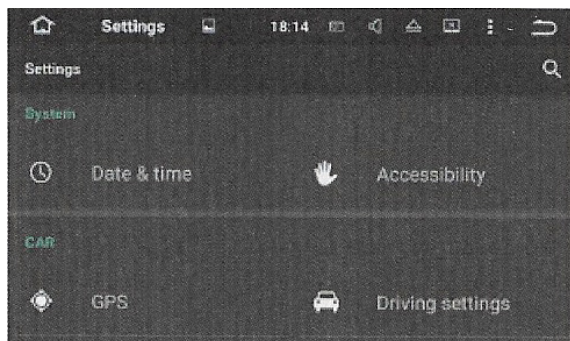 Settings 18:14
Settings
System
Date & time Accessibility
CAR
GPS Driving settings